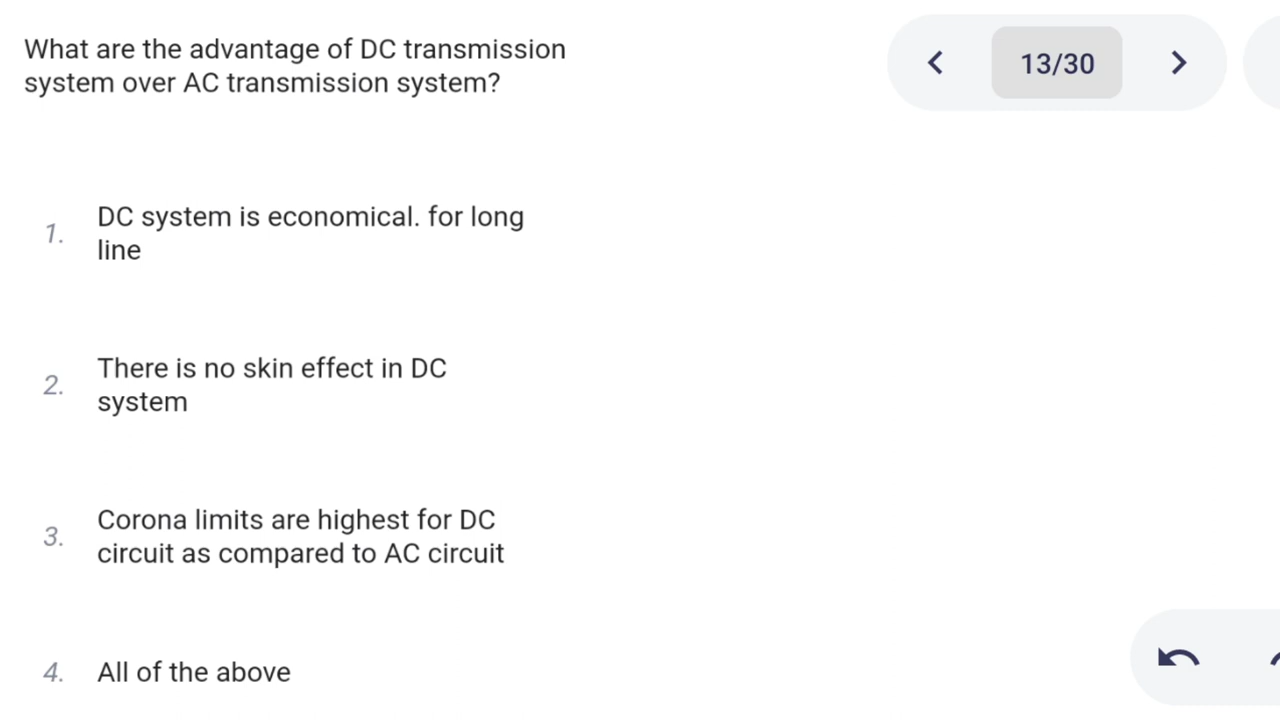 What are the advantage of DC transmission
system over AC transmission system?
13/30
1.
DC system is economical. for long
line
2.
There is no skin effect in DC
system
3.
Corona limits are highest for DC
circuit as compared to AC circuit
4.
All of the above